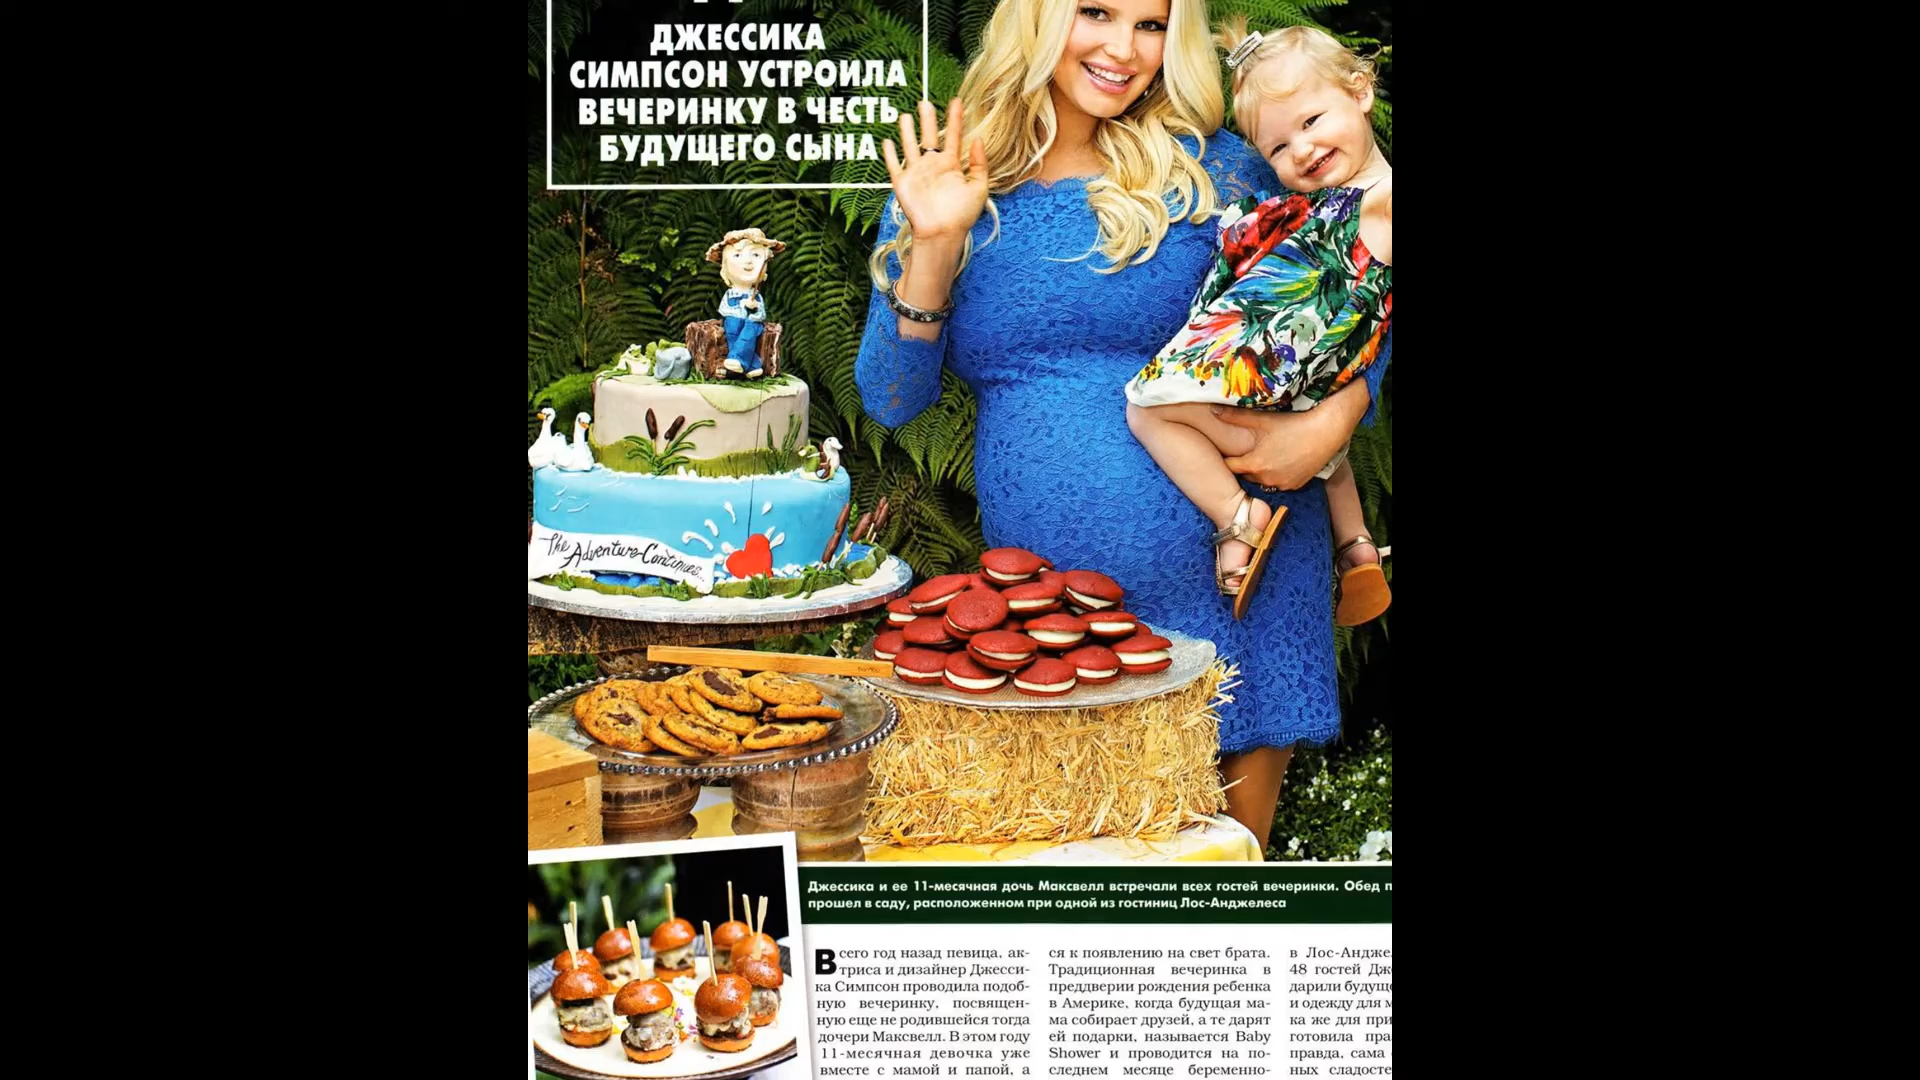 ДЖЕССИКА
СИМПСОН УСТРОИЛА
ВЕЧЕРИНКУ В ЧЕСТЬ
БУДУЩЕГО СЫНА
The Adventure Continues...
Джессика и ее 11-месячная дочь Максвелл встречали всех гостей вечеринки. Обед п
прошел в саду, расположенном при одной из гостиниц Лос-Анджелеса
Всего год назад певица, ак-
триса и дизайнер Джесси-
ка Симпсон проводила подоб-
ную вечеринку, посвящен-
ную еще не родившейся тогда
дочери Максвелл. В этом году
11-месячная девочка уже
вместе с мамой и папой, а
ся к появлению на свет брата.
Традиционная вечеринка в
преддверии рождения ребенка
в Америке, когда будущая ма-
ма собирает друзей, а те дарят
ей подарки, называется Baby
Shower и проводится на по-
следнем месяце беременно-
в Лос-Андже
48 гостей Дж
дарили будуще
и одежду для м
ка же для при
готовила пра
правда, сама
ных сладосте